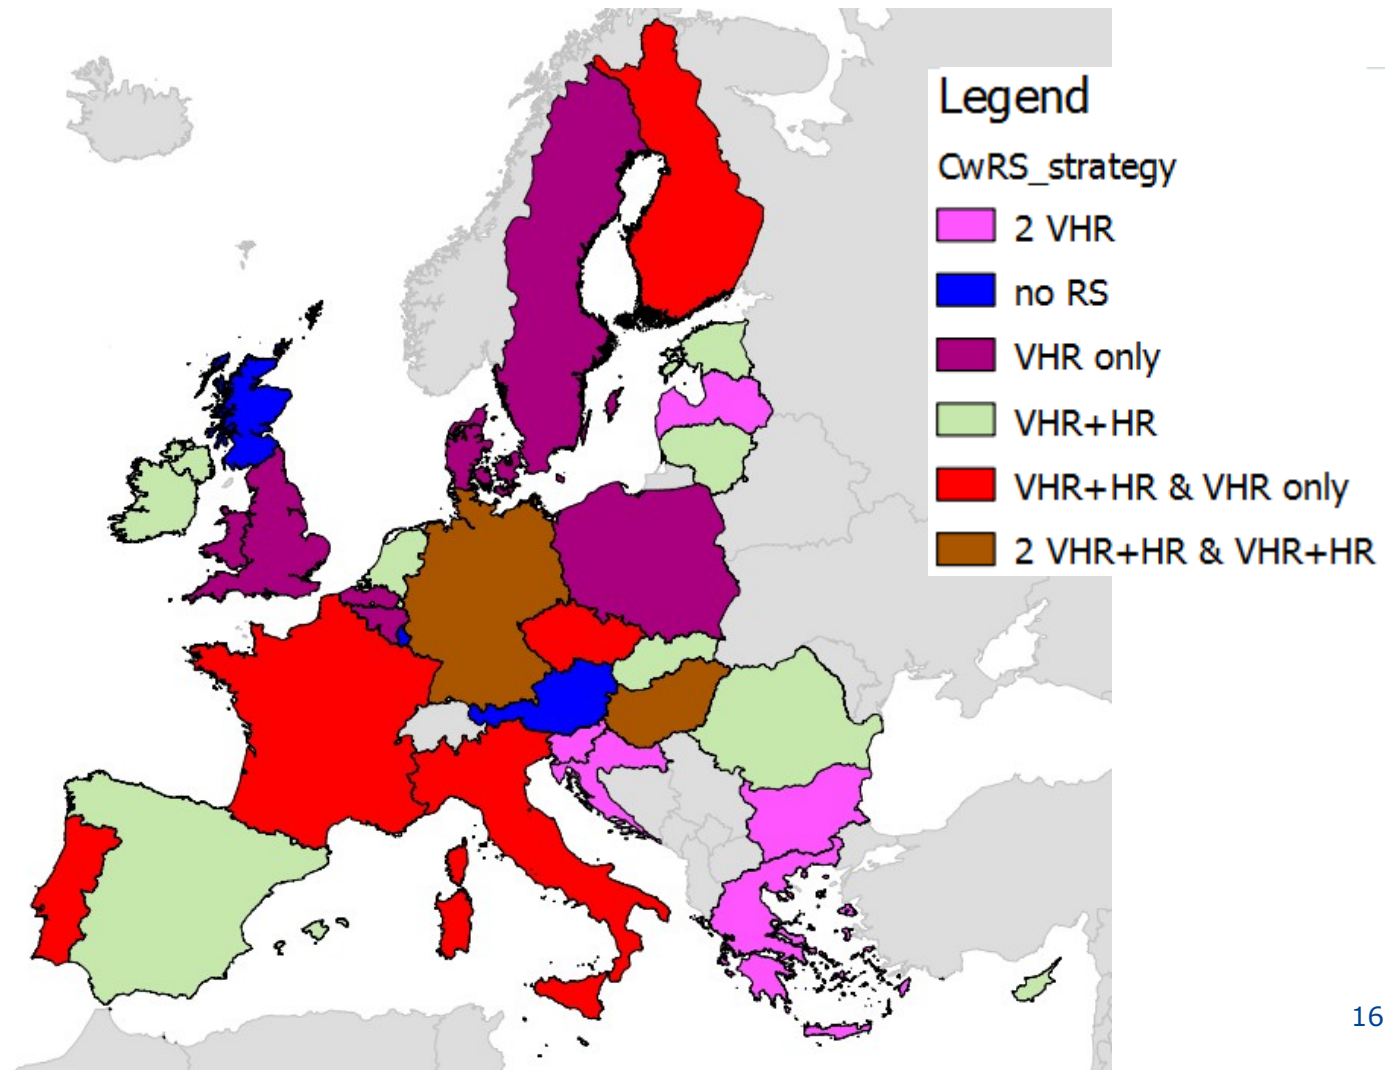 Legend
CwRS_strategy
2 VHR
no RS
VHR only
VHR+HR
VHR+HR & VHR only
2 VHR+HR & VHR+HR
16